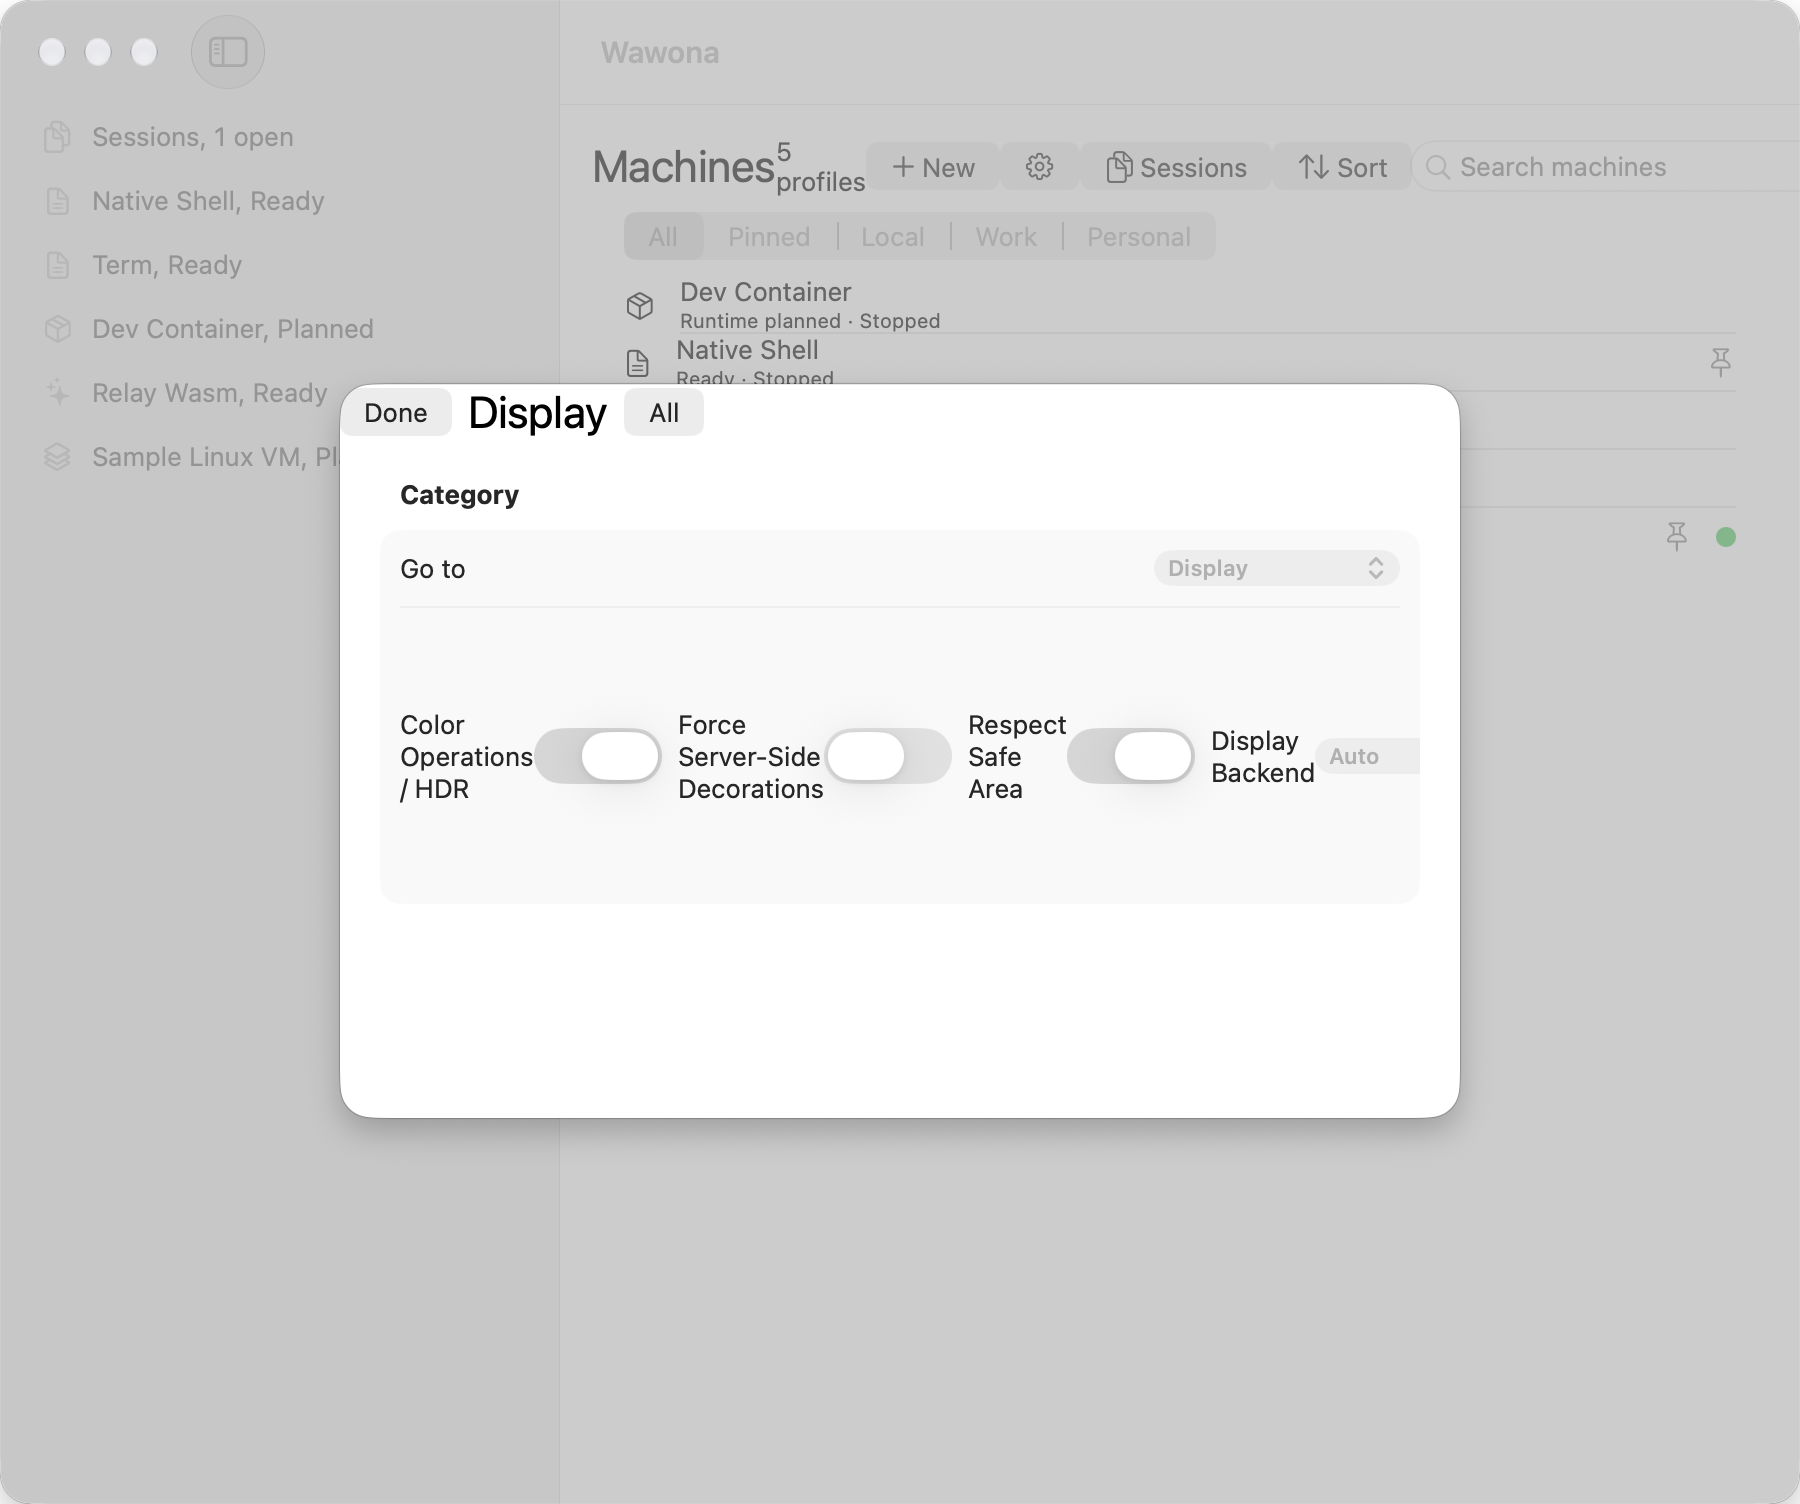 Wawona
Sessions, 1 open
Native Shell, Ready
Term, Ready
Dev Container, Planned
Relay Wasm, Ready
Sample Linux VM, Pl
Machines
5
profiles
New
Sessions
Sort
Search machines
All
Pinned
Local
Work
Personal
Dev Container
Runtime planned · Stopped
Native Shell
Ready · Stopped
Done
Display
All
Category
Go to
Display
Color
Operations
/ HDR
Force
Server-Side
Decorations
Respect
Safe
Area
Display
Backend
Auto